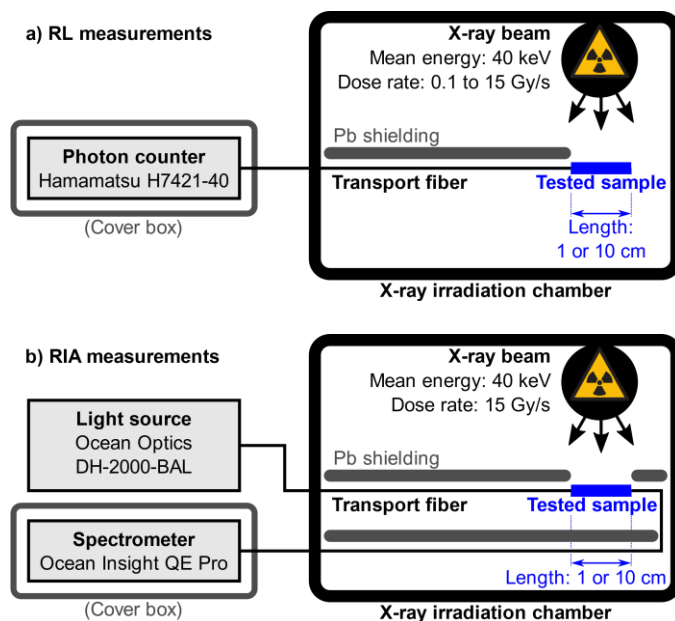 a) RL measurements
X-ray beam
Mean energy: 40 keV
Dose rate: 0.1 to 15 Gy/s
Pb shielding
Photon counter
Hamamatsu H7421-40
(Cover box)
Transport fiber
Tested sample
Length:
1 or 10 cm
X-ray irradiation chamber
b) RIA measurements
X-ray beam
Mean energy: 40 keV
Dose rate: 15 Gy/s
Light source
Ocean Optics
DH-2000-BAL
Pb shielding
Transport fiber
Tested sample
Spectrometer
Ocean Insight QE Pro
(Cover box)
Length: 1 or 10 cm
X-ray irradiation chamber